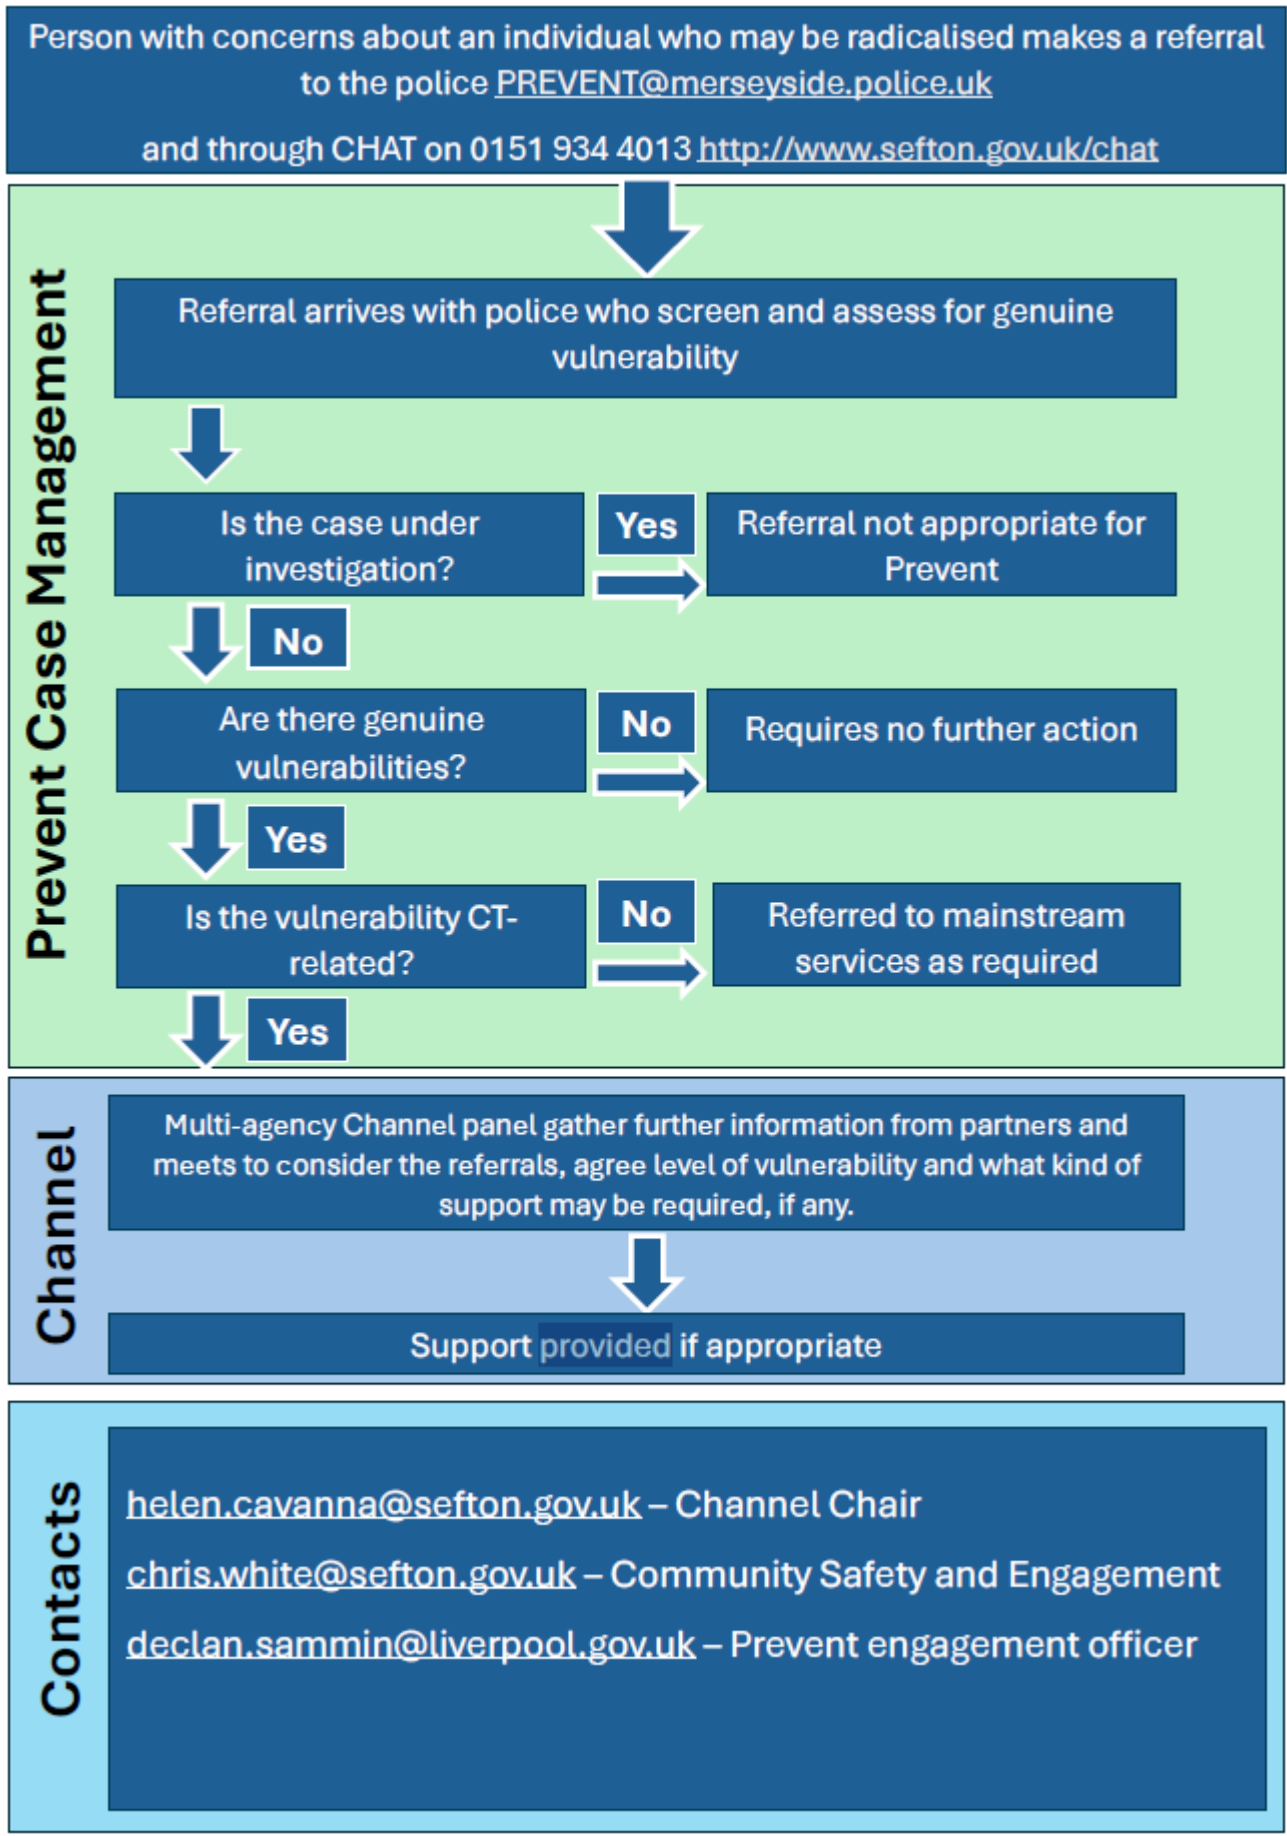 Person with concerns about an individual who may be radicalised makes a referral
to the police PREVENT@merseyside.police.uk
and through CHAT on 0151 934 4013 http://www.sefton.gov.uk/chat
Prevent Case Management
Referral arrives with police who screen and assess for genuine
vulnerability
Is the case under
investigation?
Yes
Referral not appropriate for
Prevent
No
Are there genuine
vulnerabilities?
No
Requires no further action
Yes
Is the vulnerability CT-
related?
No
Referred to mainstream
services as required
Yes
Channel
Multi-agency Channel panel gather further information from partners and
meets to consider the referrals, agree level of vulnerability and what kind of
support may be required, if any.
Support provided if appropriate
Contacts
helen.cavanna@sefton.gov.uk – Channel Chair
chris.white@sefton.gov.uk – Community Safety and Engagement
declan.sammin@liverpool.gov.uk – Prevent engagement officer